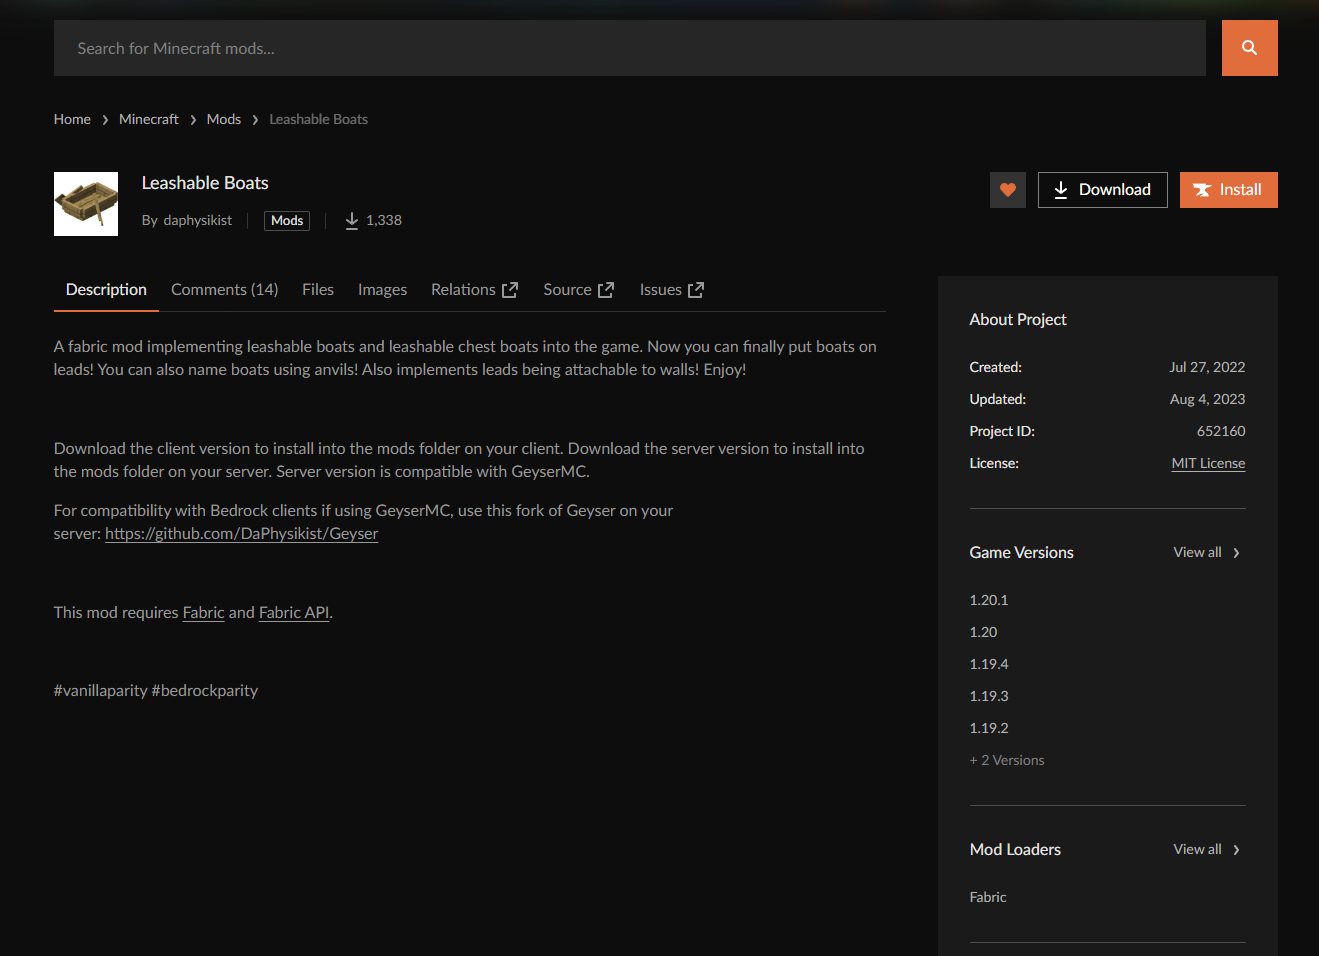 Search for Minecraft mods...
Home > Minecraft > Mods > Leashable Boats
Leashable Boats
By daphysikist | Mods | 1,338
Download
Install
Description Comments (14) Files Images Relations Source Issues
A fabric mod implementing leashable boats and leashable chest boats into the game. Now you can finally put boats on
leads! You can also name boats using anvils! Also implements leads being attachable to walls! Enjoy!
Download the client version to install into the mods folder on your client. Download the server version to install into
the mods folder on your server. Server version is compatible with GeyserMC.
For compatibility with Bedrock clients if using GeyserMC, use this fork of Geyser on your
server: https://github.com/DaPhysikist/Geyser
This mod requires Fabric and Fabric API.
#vanillaparity #bedrockparity
About Project
Created: Jul 27, 2022
Updated: Aug 4, 2023
Project ID: 652160
License: MIT License
Game Versions View all >
1.20.1
1.20
1.19.4
1.19.3
1.19.2
+ 2 Versions
Mod Loaders View all >
Fabric